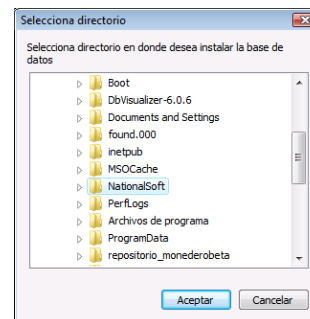 Selecciona directorio
Selecciona directorio en donde desea instalar la base de
datos
Boot
DbVisualizer-6.0.6
Documents and Settings
found.000
inetpub
MSOCache
NationalSoft
PerfLogs
Archivos de programa
ProgramData
repositorio_monederobeta
Aceptar
Cancelar